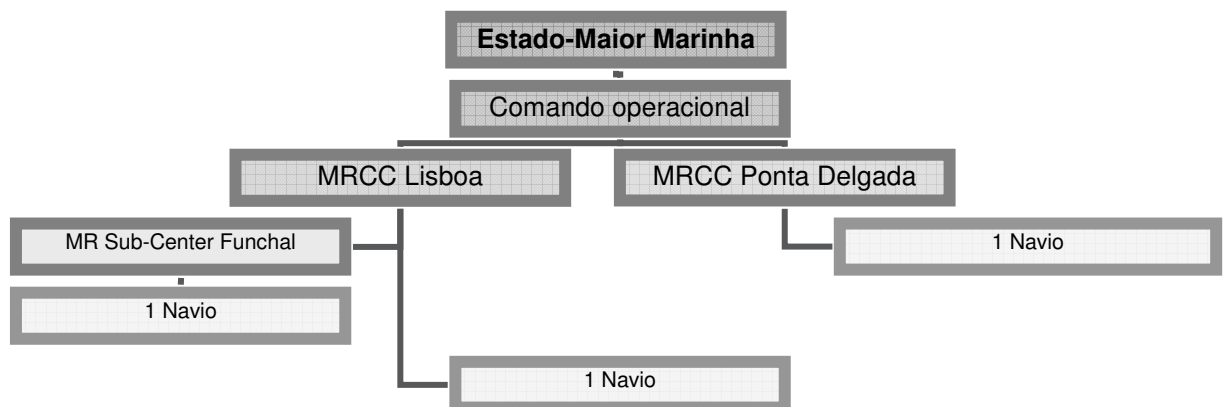 Estado-Maior Marinha
Comando operacional
MRCC Lisboa
MRCC Ponta Delgada
MR Sub-Center Funchal
1 Navio
1 Navio
1 Navio